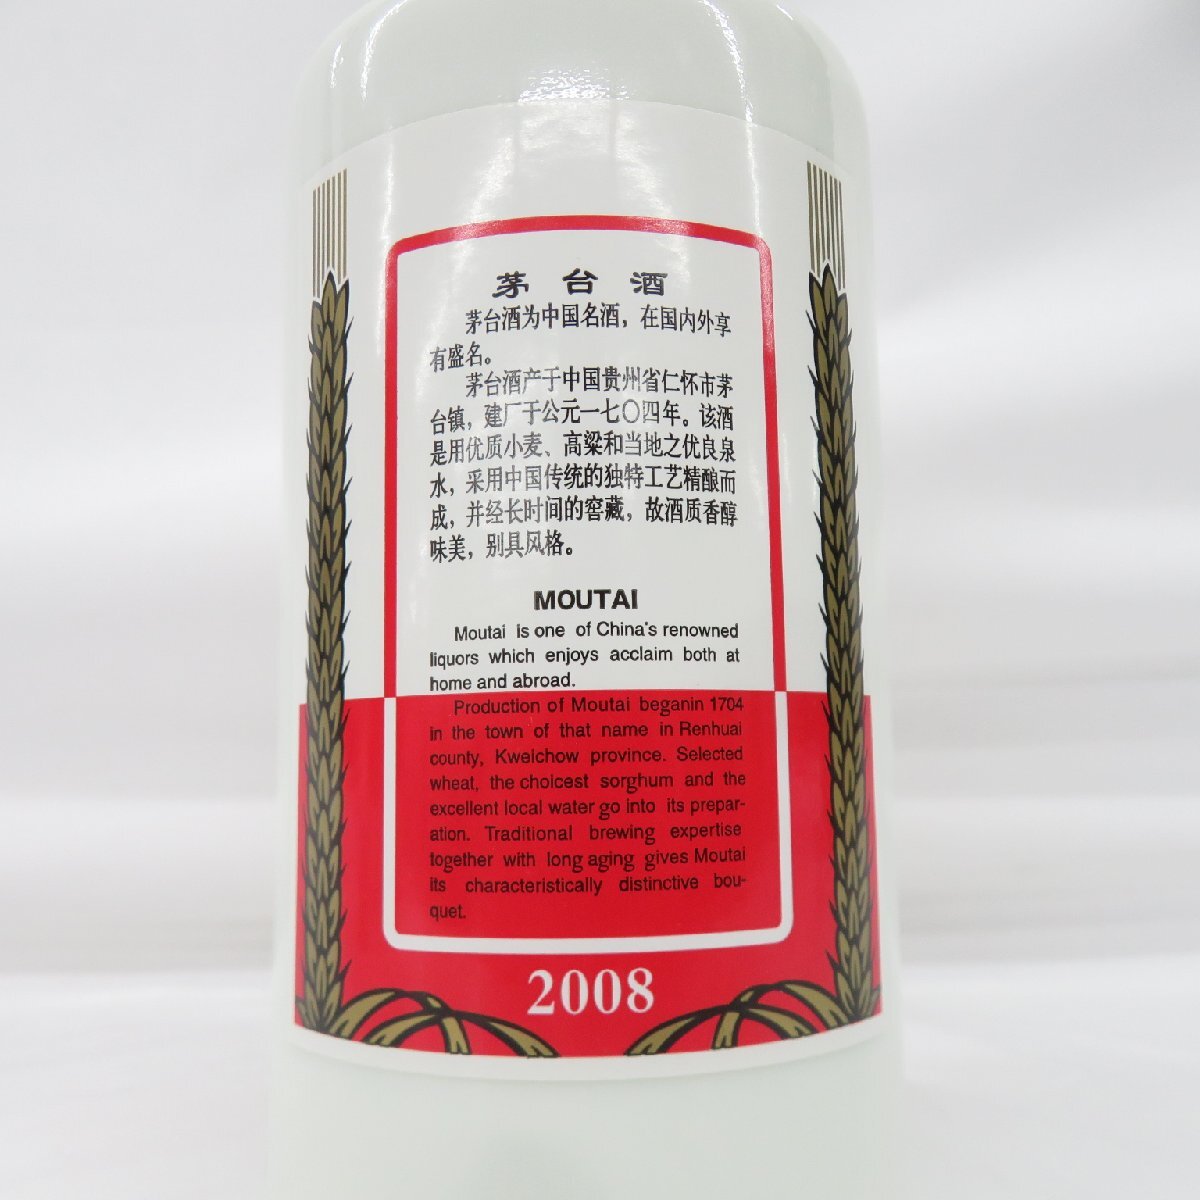 茅台酒
茅台酒为中国名酒，在国内外享
有盛名。
茅台酒产于中国贵州省仁怀市茅
台镇，建厂于公元一七〇四年。该酒
是用优质小麦、高粱和当地之优良泉
水，采用中国传统的独特工艺精酿而
成，并经长时间的窖藏，故酒质香醇
味美，别具风格。
MOUTAI
Moutai is one of China's renowned
liquors which enjoys acclaim both at
home and abroad.
Production of Moutai beganin 1704
in the town of that name in Renhuai
county, Kweichow province. Selected
wheat, the choicest sorghum and the
excellent local water go into its prepar-
ation. Traditional brewing expertise
together with long aging gives Moutai
its characteristically distinctive bou-
quet.
2008